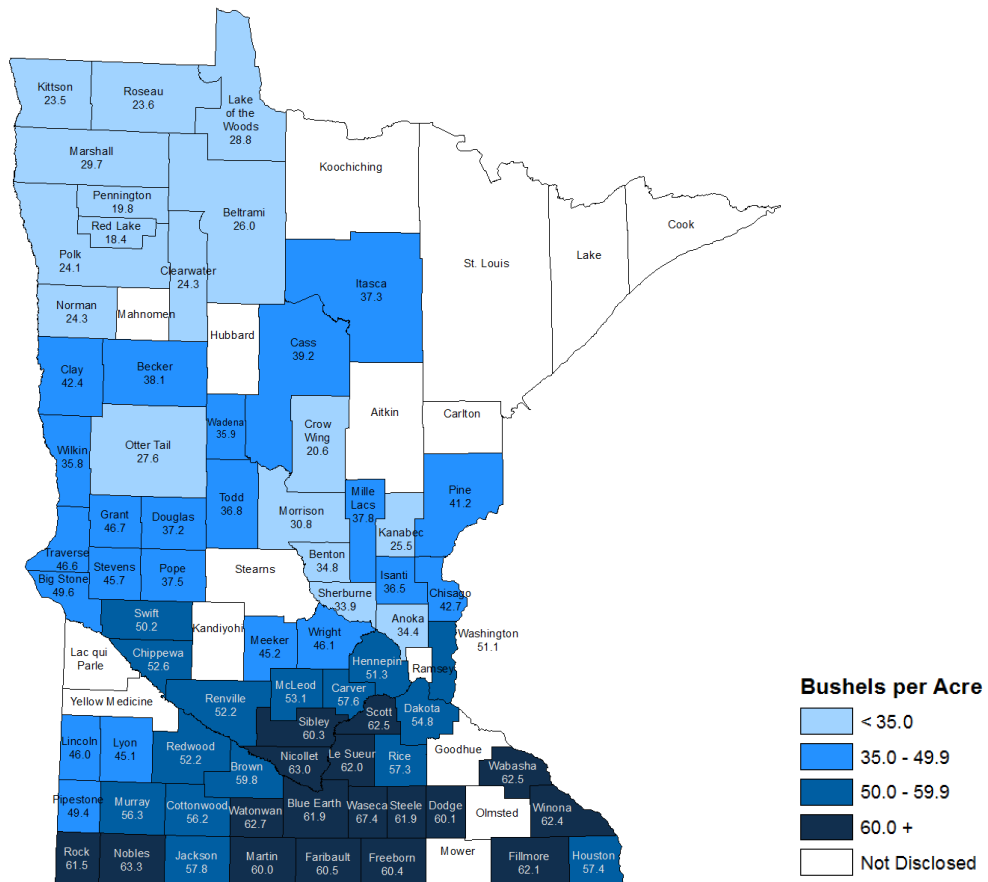 Kittson
23.5
Roseau
23.6
Lake
of the
Woods
28.8
Marshall
29.7
Koochiching
Pennington
19.8
Red Lake
18.4
Beltrami
26.0
Cook
Polk
24.1
Clearwater
24.3
St. Louis
Lake
Itasca
37.3
Norman
24.3
Mahnomen
Hubbard
Cass
39.2
Clay
42.4
Becker
38.1
Aitkin
Carlton
Wadena
35.9
Crow
Wing
20.6
Otter Tail
27.6
Wilkin
35.8
Pine
41.2
Mille
Lacs
37.8
Todd
36.8
Morrison
30.8
Grant
46.7
Douglas
37.2
Kanabec
25.5
Traverse
46.6
Benton
34.8
Stevens
45.7
Pope
37.5
Stearns
Isanti
36.5
Big Stone
49.6
Sherburne
33.9
Chisago
42.7
Swift
50.2
Kandiyohi
Anoka
34.4
Meeker
45.2
Wright
46.1
Washington
51.1
Lac qui
Parle
Chippewa
52.6
Hennepin
51.3
Ramsey
McLeod
53.1
Carver
57.6
Yellow Medicine
Renville
52.2
Scott
62.5
Dakota
54.8
Sibley
60.3
Lincoln
46.0
Lyon
45.1
Redwood
52.2
Nicollet
63.0
Le Sueur
62.0
Rice
57.3
Goodhue
Brown
59.8
Wabasha
62.5
Pipestone
49.4
Murray
56.3
Cottonwood
56.2
Watonwan
62.7
Blue Earth
61.9
Waseca
67.4
Steele
61.9
Dodge
60.1
Olmsted
Winona
62.4
Rock
61.5
Nobles
63.3
Jackson
57.8
Martin
60.0
Faribault
60.5
Freeborn
60.4
Mower
Fillmore
62.1
Houston
57.4
Bushels per Acre
< 35.0
35.0 - 49.9
50.0 - 59.9
60.0 +
Not Disclosed